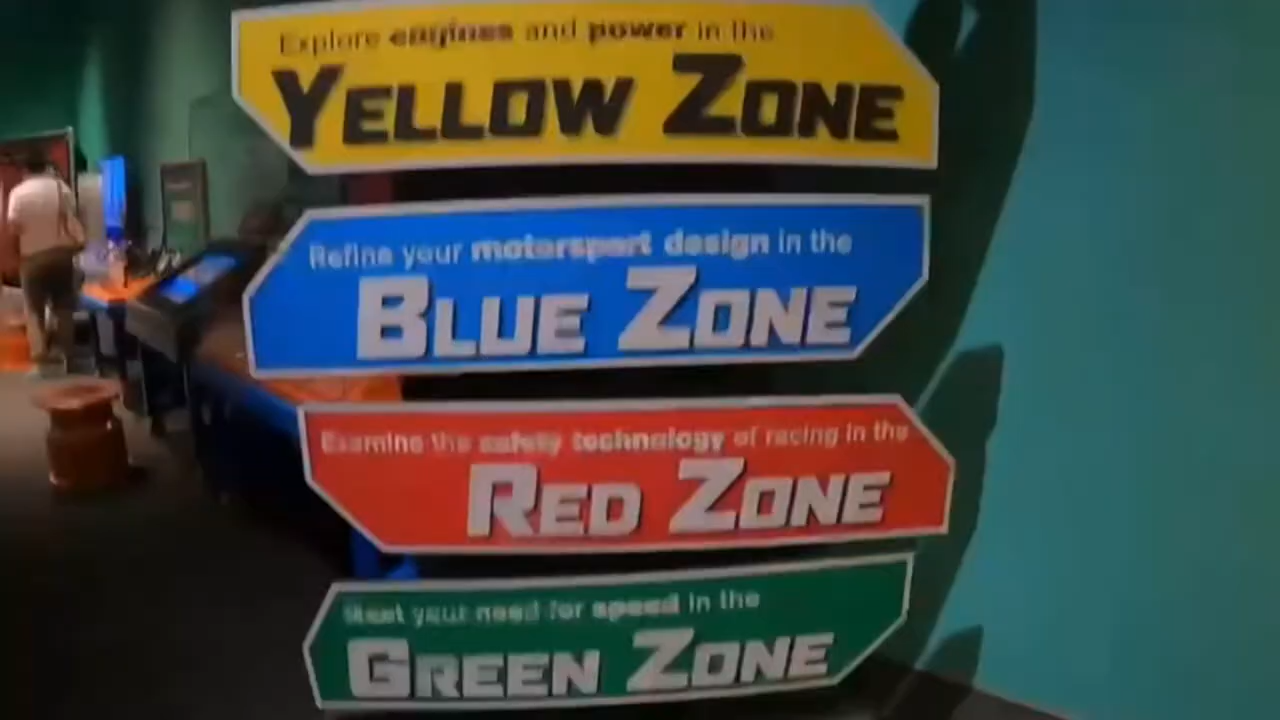 Explore engines and power in the
YELLOW ZONE
Refine your motorsport design in the
BLUE ZONE
Examine the safety technology of racing in the
RED ZONE
Meet your need for speed in the
GREEN ZONE